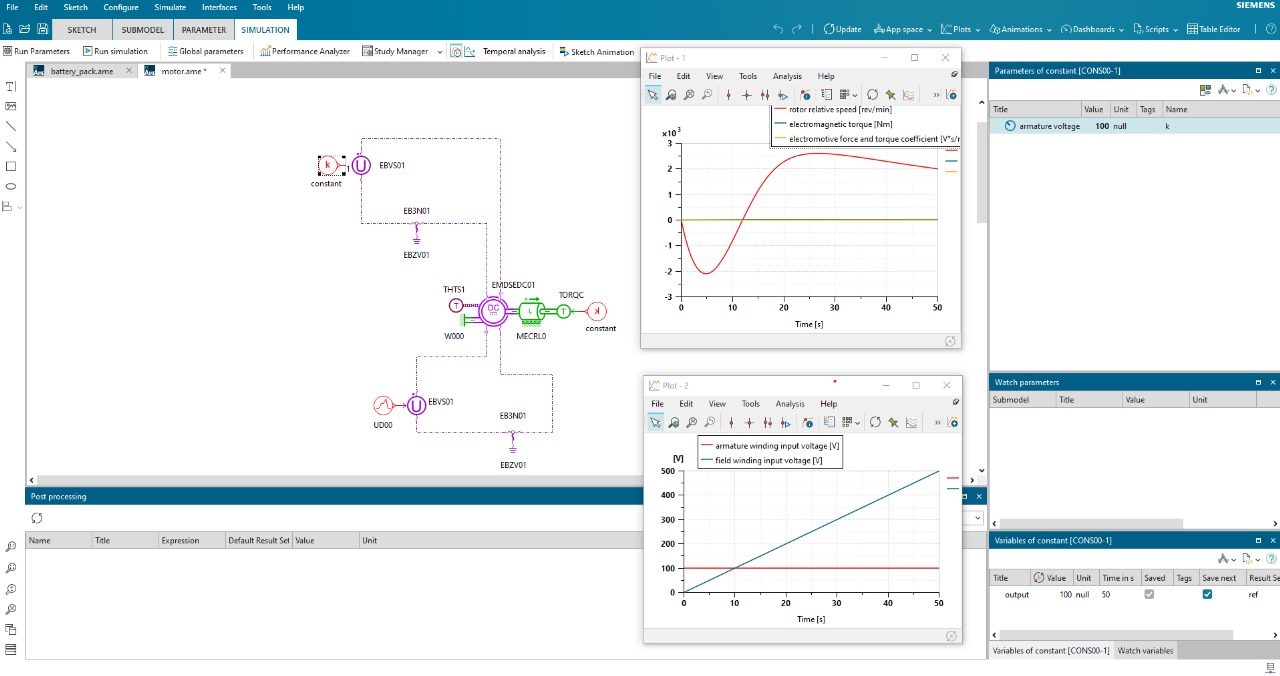 File Edit Sketch Configure Simulate Interfaces Tools Help
SIEMENS
SKETCH SUBMODEL PARAMETER SIMULATION
Update App space Plots Animations Dashboards Scripts Table Editor
Run Parameters Run simulation Global parameters Performance Analyzer Study Manager Temporal analysis Sketch Animation
battery_pack.ame motor.ame *
k
U
EBVS01
constant
EB3N01
EBZV01
THTS1
EMDSEDC01
TORQC
T
DC
L
T
k
W000
MECRL0
constant
U
EBVS01
UD00
EB3N01
EBZV01
Plot - 1
File Edit View Tools Analysis Help
rotor relative speed [rev/min]
electromagnetic torque [Nm]
electromotive force and torque coefficient [V*s/r
x10³
3
2
1
0
-1
-2
-3
0 10 20 30 40 50
Time [s]
Plot - 2
File Edit View Tools Analysis Help
armature winding input voltage [V]
field winding input voltage [V]
[V]
500
400
300
200
100
0
0 10 20 30 40 50
Time [s]
Post processing
Name Title Expression Default Result Set Value Unit
Parameters of constant [CONS00-1]
Title Value Unit Tags Name
armature voltage 100 null k
Watch parameters
Submodel Title Value Unit
Variables of constant [CONS00-1]
Title Value Unit Time in s Saved Tags Save next Result Se
output 100 null 50 ref
Variables of constant [CONS00-1] Watch variables